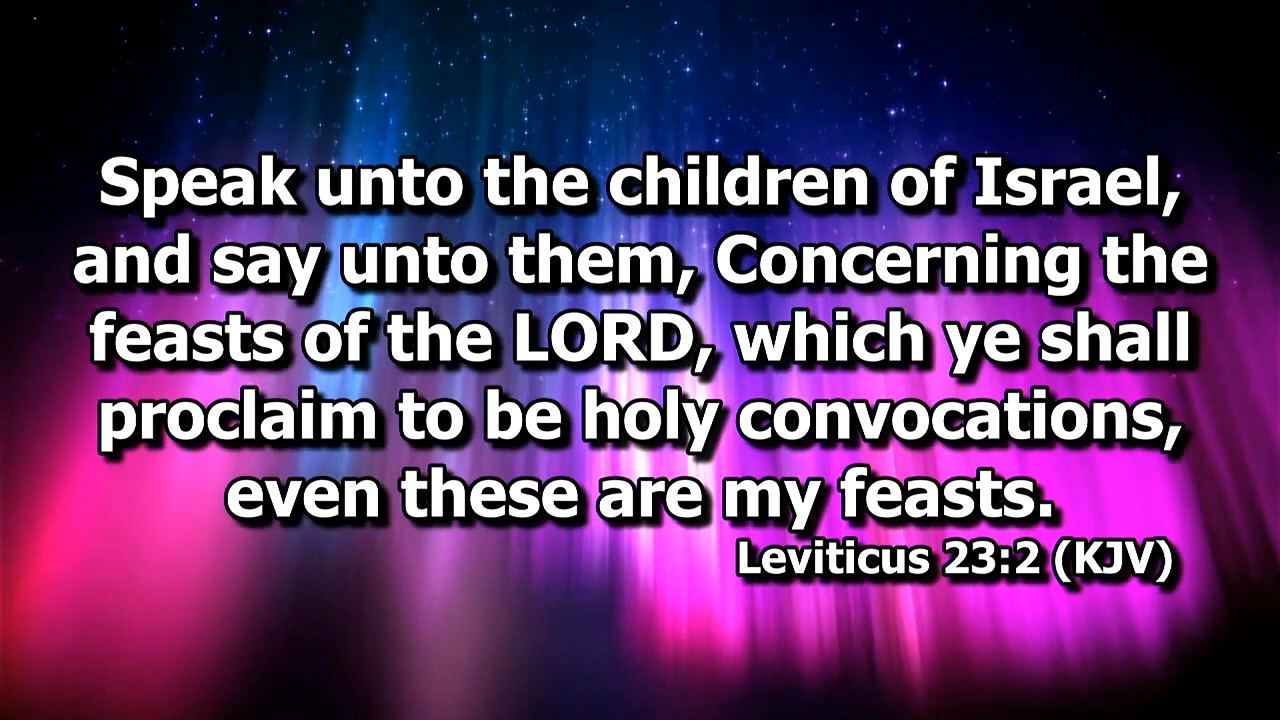 Speak unto the children of Israel,
and say unto them, Concerning the
feasts of the LORD, which ye shall
proclaim to be holy convocations,
even these are my feasts.
Leviticus 23:2 (KJV)